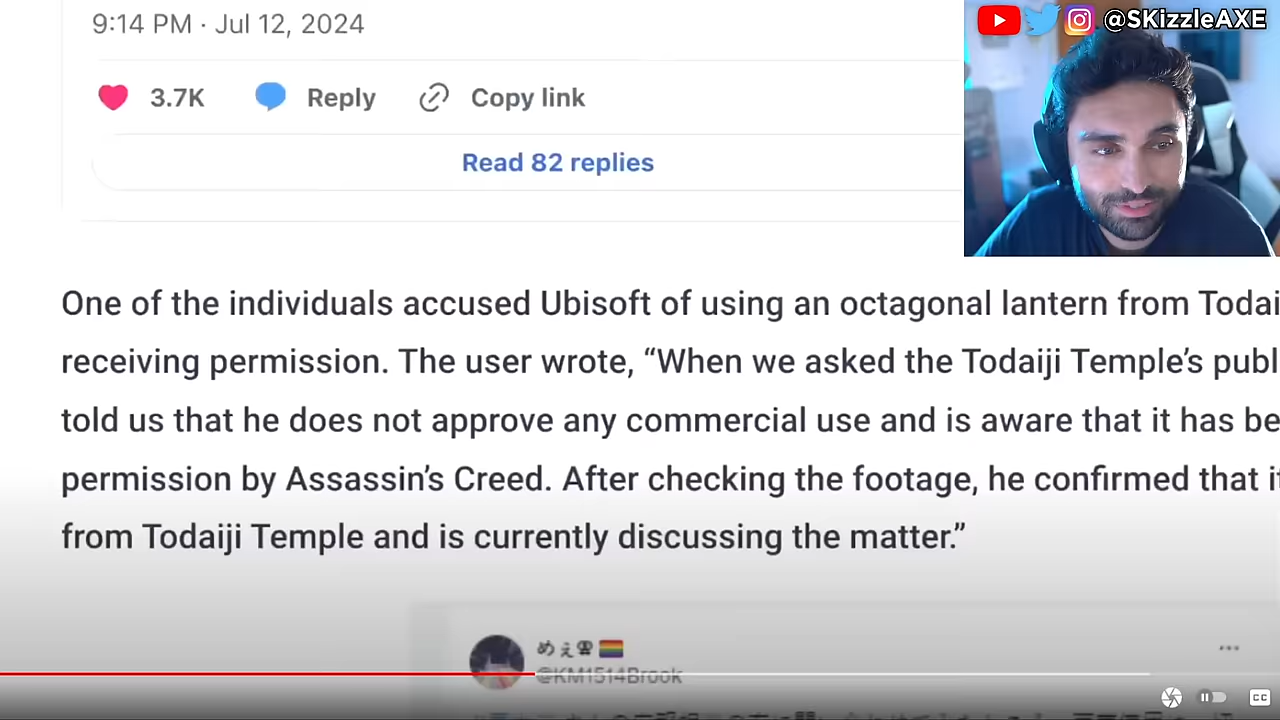 9:14 PM · Jul 12, 2024
@SKizzleAXE
3.7K Reply Copy link
Read 82 replies
One of the individuals accused Ubisoft of using an octagonal lantern from Todai
receiving permission. The user wrote, “When we asked the Todaiji Temple’s publ
told us that he does not approve any commercial use and is aware that it has be
permission by Assassin’s Creed. After checking the footage, he confirmed that it
from Todaiji Temple and is currently discussing the matter.”
めぇ
@KM1514Brook
CC